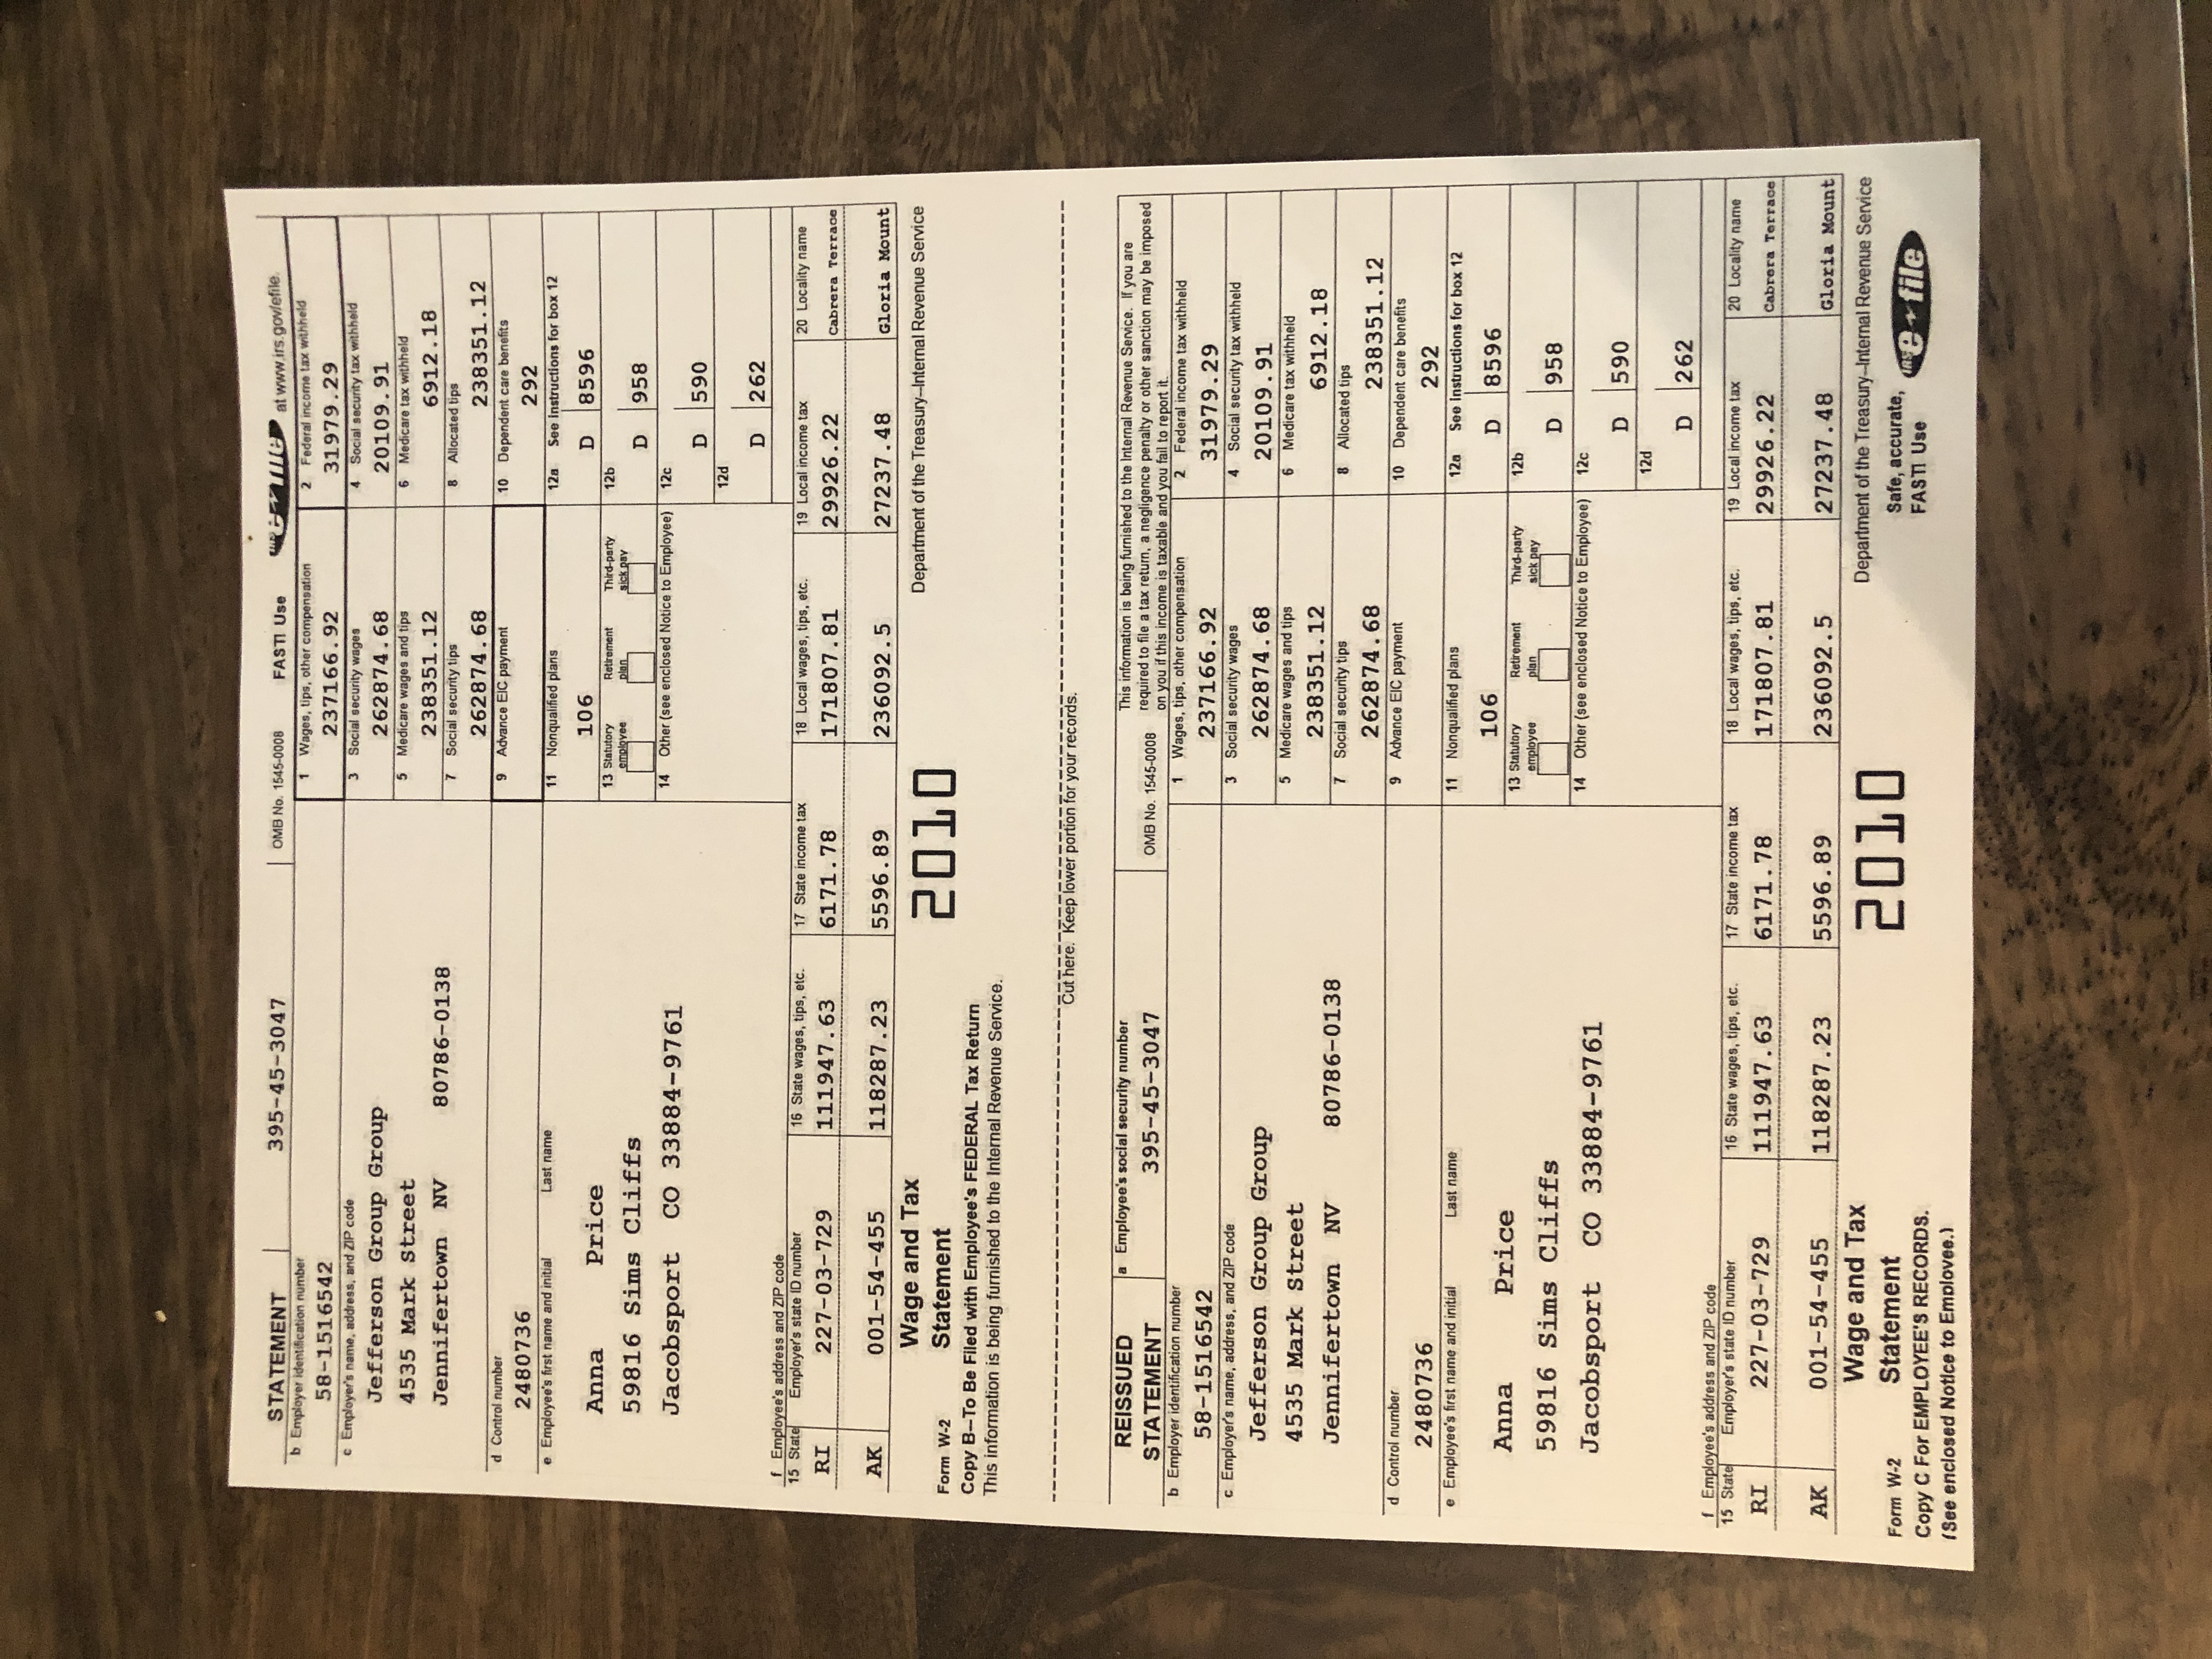 STATEMENT 395-45-3047 OMB No. 1545-0008 FAST! Use at www.irs.gov/efile.
b Employer identification number 1 Wages, tips, other compensation 2 Federal income tax withheld
58-1516542 237166.92 31979.29
c Employer's name, address, and ZIP code 3 Social security wages 4 Social security tax withheld
Jefferson Group Group 262874.68 20109.91
4535 Mark Street 5 Medicare wages and tips 6 Medicare tax withheld
Jennifertown NV 80786-0138 238351.12 6912.18
7 Social security tips 8 Allocated tips
262874.68 238351.12
d Control number 9 Advance EIC payment 10 Dependent care benefits
2480736 292
e Employee's first name and initial Last name 11 Nonqualified plans 12a See Instructions for box 12
Anna Price 106 D 8596
59816 Sims Cliffs 13 Statutory employee Retirement plan Third-party sick pay 12b
D 958
Jacobsport CO 33884-9761 14 Other (see enclosed Notice to Employee) 12c
D 590
12d
D 262
f Employee's address and ZIP code
15 State Employer's state ID number 16 State wages, tips, etc. 17 State income tax 18 Local wages, tips, etc. 19 Local income tax 20 Locality name
RI 227-03-729 111947.63 6171.78 171807.81 29926.22 Cabrera Terrace
AK 001-54-455 118287.23 5596.89 236092.5 27237.48 Gloria Mount
Wage and Tax
Form W-2 Statement 2010 Department of the Treasury--Internal Revenue Service
Copy B--To Be Filed with Employee's FEDERAL Tax Return
This information is being furnished to the Internal Revenue Service.
Cut here. Keep lower portion for your records.
REISSUED a Employee's social security number This information is being furnished to the Internal Revenue Service. If you are
STATEMENT 395-45-3047 OMB No. 1545-0008 required to file a tax return, a negligence penalty or other sanction may be imposed
on you if this income is taxable and you fail to report it.
b Employer identification number 1 Wages, tips, other compensation 2 Federal income tax withheld
58-1516542 237166.92 31979.29
c Employer's name, address, and ZIP code 3 Social security wages 4 Social security tax withheld
Jefferson Group Group 262874.68 20109.91
4535 Mark Street 5 Medicare wages and tips 6 Medicare tax withheld
Jennifertown NV 80786-0138 238351.12 6912.18
7 Social security tips 8 Allocated tips
262874.68 238351.12
d Control number 9 Advance EIC payment 10 Dependent care benefits
2480736 292
e Employee's first name and initial Last name 11 Nonqualified plans 12a See Instructions for box 12
Anna Price 106 D 8596
59816 Sims Cliffs 13 Statutory employee Retirement plan Third-party sick pay 12b
D 958
Jacobsport CO 33884-9761 14 Other (see enclosed Notice to Employee) 12c
D 590
12d
D 262
f Employee's address and ZIP code
15 State Employer's state ID number 16 State wages, tips, etc. 17 State income tax 18 Local wages, tips, etc. 19 Local income tax 20 Locality name
RI 227-03-729 111947.63 6171.78 171807.81 29926.22 Cabrera Terrace
AK 001-54-455 118287.23 5596.89 236092.5 27237.48 Gloria Mount
Wage and Tax 2010 Department of the Treasury--Internal Revenue Service
Form W-2 Statement Safe, accurate,
Copy C For EMPLOYEE'S RECORDS. FAST! Use IRS e-file
(See enclosed Notice to Employee.)